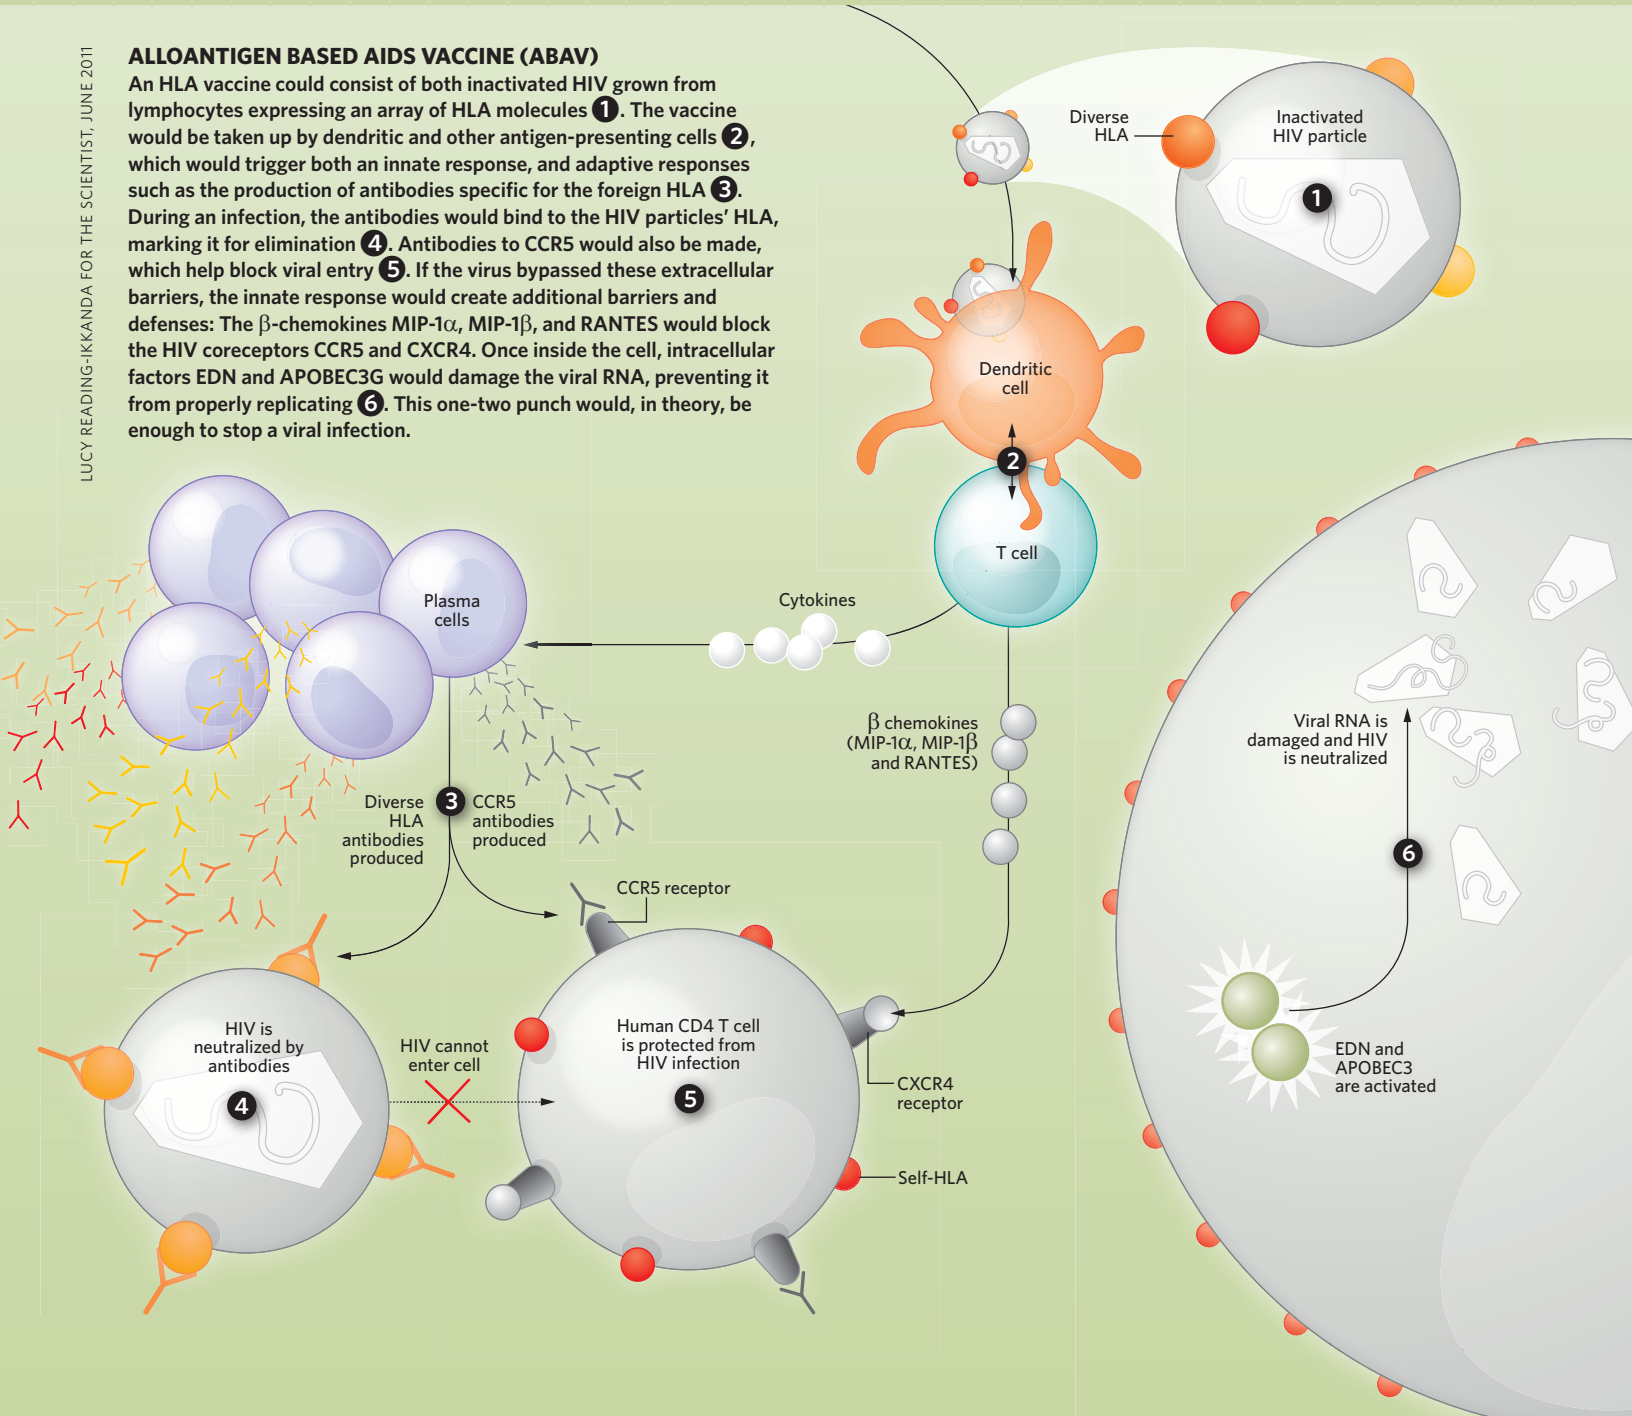 LUCY READING-IKKANDA FOR THE SCIENTIST, JUNE 2011
ALLOANTIGEN BASED AIDS VACCINE (ABAV)
An HLA vaccine could consist of both inactivated HIV grown from
lymphocytes expressing an array of HLA molecules 1. The vaccine
would be taken up by dendritic and other antigen-presenting cells 2,
which would trigger both an innate response, and adaptive responses
such as the production of antibodies specific for the foreign HLA 3.
During an infection, the antibodies would bind to the HIV particles' HLA,
marking it for elimination 4. Antibodies to CCR5 would also be made,
which help block viral entry 5. If the virus bypassed these extracellular
barriers, the innate response would create additional barriers and
defenses: The β-chemokines MIP-1α, MIP-1β, and RANTES would block
the HIV coreceptors CCR5 and CXCR4. Once inside the cell, intracellular
factors EDN and APOBEC3G would damage the viral RNA, preventing it
from properly replicating 6. This one-two punch would, in theory, be
enough to stop a viral infection.
Diverse
HLA
Inactivated
HIV particle
1
Dendritic
cell
2
T cell
Cytokines
Plasma
cells
β chemokines
(MIP-1α, MIP-1β
and RANTES)
Diverse
HLA
antibodies
produced
3
CCR5
antibodies
produced
CCR5 receptor
HIV is
neutralized by
antibodies
4
HIV cannot
enter cell
Human CD4 T cell
is protected from
HIV infection
5
CXCR4
receptor
Self-HLA
Viral RNA is
damaged and HIV
is neutralized
6
EDN and
APOBEC3
are activated